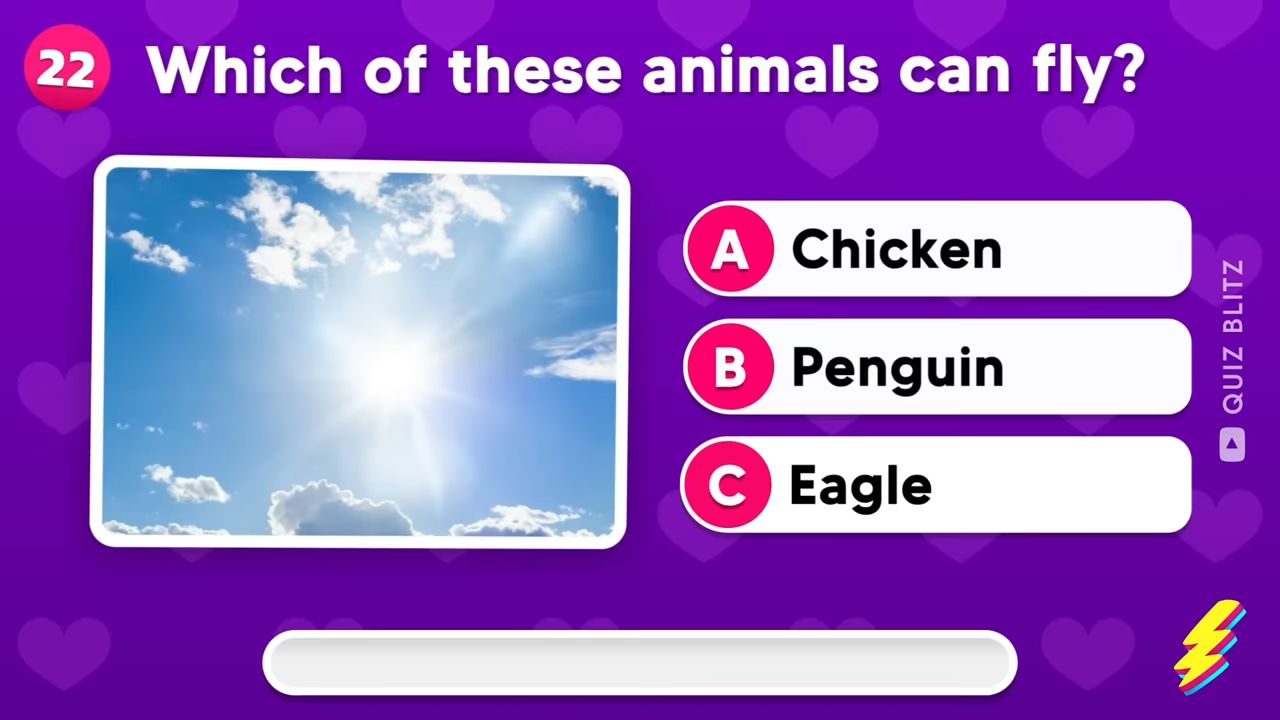 22
Which of these animals can fly?
A Chicken
B Penguin
C Eagle
QUIZ BLITZ